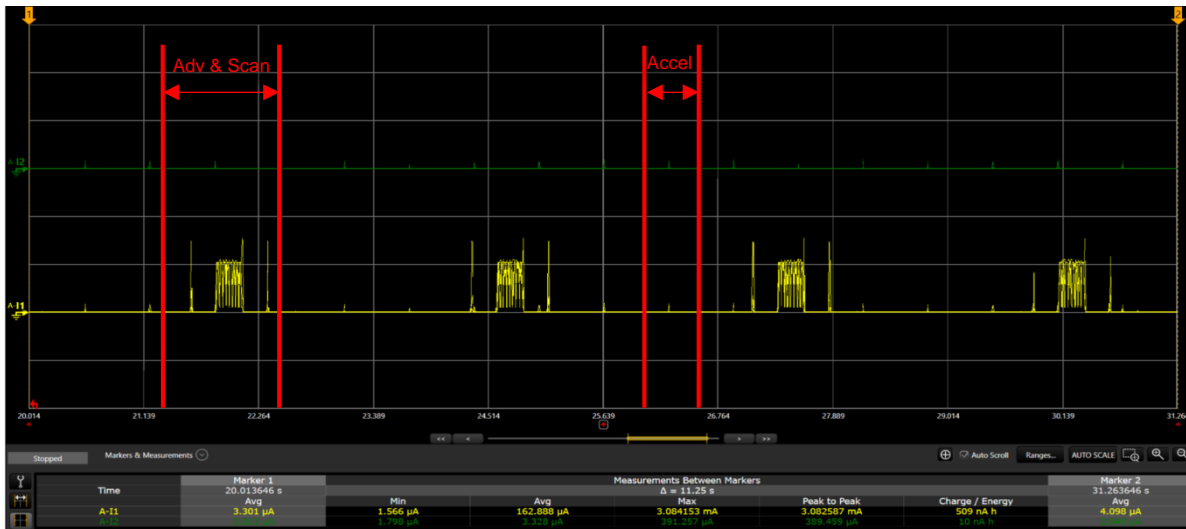 1 2
Adv & Scan Accel
A-I2
A-I1
20.014 21.139 22.264 23.389 24.514 25.639 26.764 27.889 29.014 30.139 31.264
<< < > >>
Stopped Markers & Measurements Auto Scroll Ranges... AUTO SCALE
Marker 1 Measurements Between Markers Marker 2
Time 20.013646 s Δ = 11.25 s 31.263646 s
Avg Min Avg Max Peak to Peak Charge / Energy Avg
A-I1 3.301 µA 1.566 µA 162.888 µA 3.084153 mA 3.082587 mA 509 nA h 4.098 µA
A-I2 1.798 µA 3.328 µA 391.257 µA 389.459 µA 10 nA h